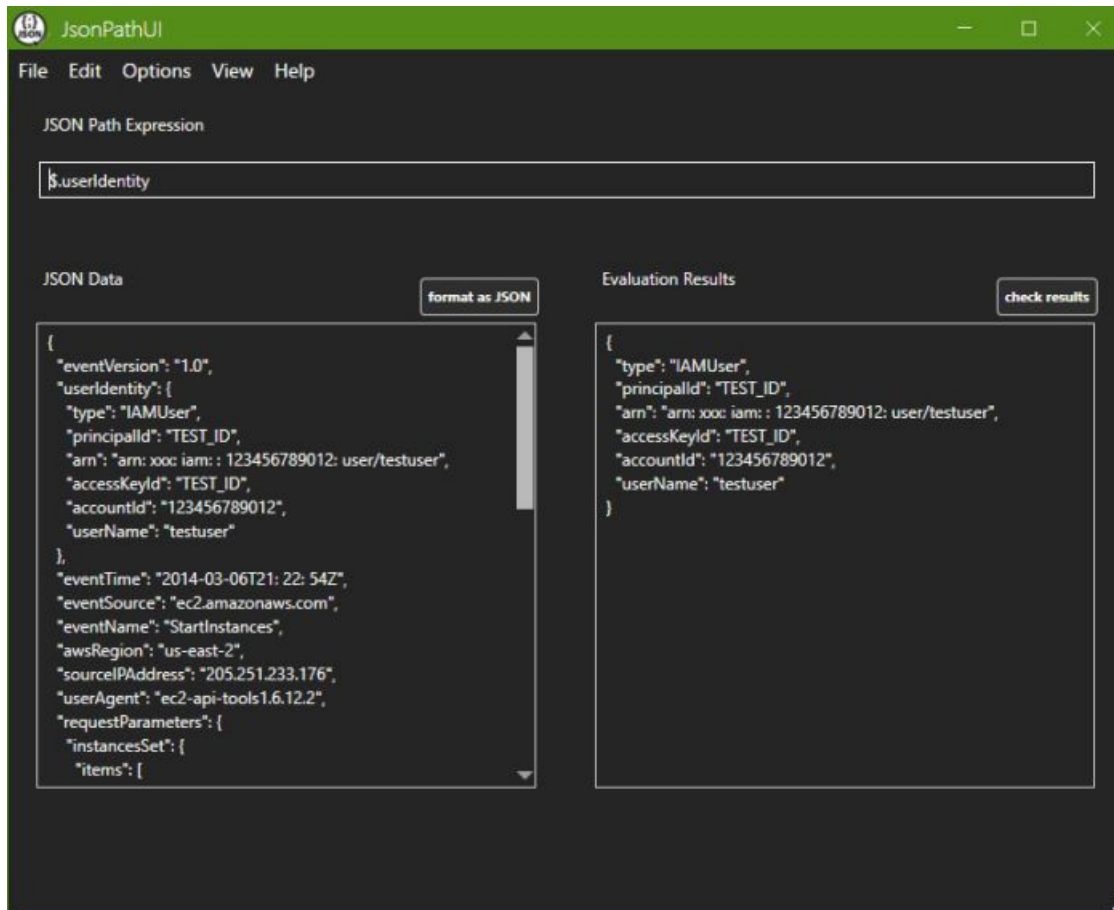 JSON
JsonPathUI
File Edit Options View Help
JSON Path Expression
$.userIdentity
JSON Data
format as JSON
{
"eventVersion": "1.0",
"userIdentity": {
"type": "IAMUser",
"principalId": "TEST_ID",
"arn": "arn: xxx: iam: : 123456789012: user/testuser",
"accessKeyId": "TEST_ID",
"accountId": "123456789012",
"userName": "testuser"
},
"eventTime": "2014-03-06T21: 22: 54Z",
"eventSource": "ec2.amazonaws.com",
"eventName": "StartInstances",
"awsRegion": "us-east-2",
"sourceIPAddress": "205.251.233.176",
"userAgent": "ec2-api-tools1.6.12.2",
"requestParameters": {
"instancesSet": {
"items": [
Evaluation Results
check results
{
"type": "IAMUser",
"principalId": "TEST_ID",
"arn": "arn: xxx: iam: : 123456789012: user/testuser",
"accessKeyId": "TEST_ID",
"accountId": "123456789012",
"userName": "testuser"
}